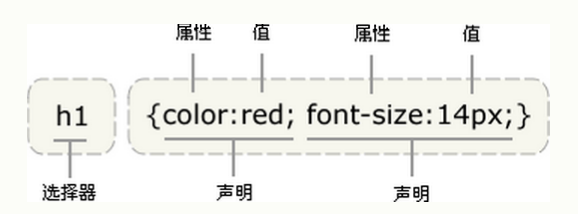 属性 值 属性 值
h1 {color:red; font-size:14px;}
选择器 声明 声明